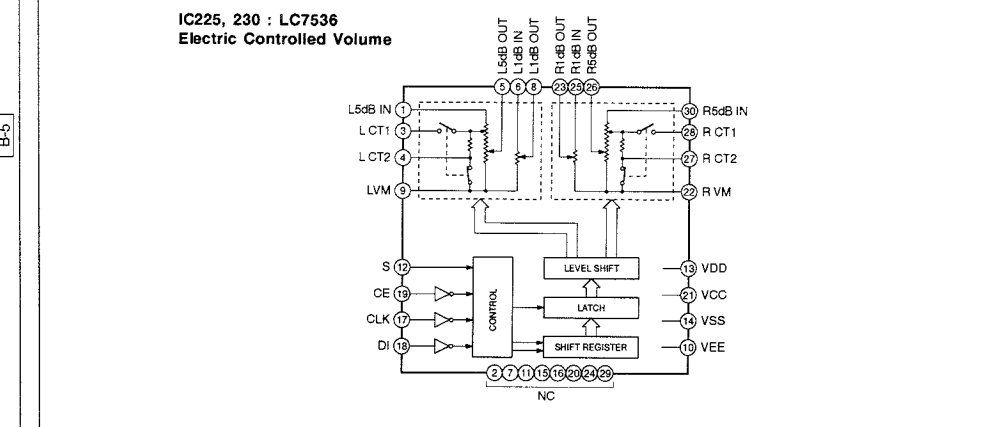 IC225, 230 : LC7536
Electric Controlled Volume
B-5
L5dB OUT
L1dB IN
L1dB OUT
R1dB OUT
R1dB IN
R5dB OUT
5 6 8 23 25 26
L5dB IN 1
L CT1 3
L CT2 4
LVM 9
30 R5dB IN
28 R CT1
27 R CT2
22 R VM
S 12
CE 19
CLK 17
DI 18
CONTROL
LEVEL SHIFT
LATCH
SHIFT REGISTER
13 VDD
21 VCC
14 VSS
10 VEE
2 7 11 15 16 20 24 29
NC